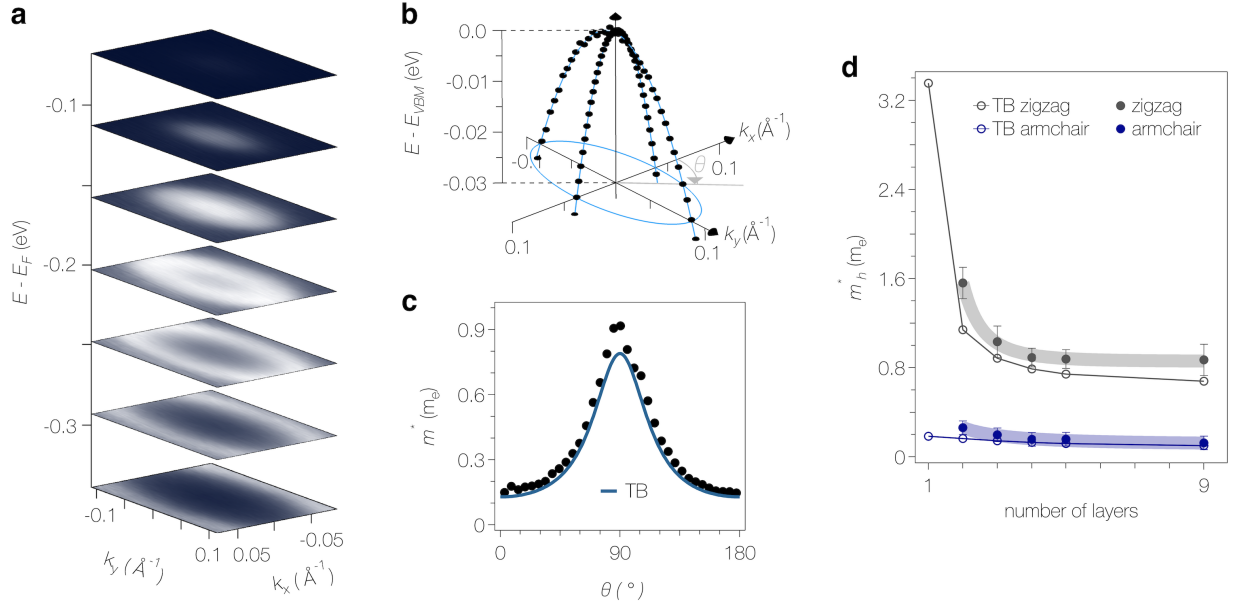 a
E - E_F (eV)
-0.1
-0.2
-0.3
-0.1
0.1
0.05
-0.05
k_y (Å⁻¹)
k_x (Å⁻¹)
b
E - E_VBM (eV)
0.0
-0.01
-0.02
-0.03
k_x (Å⁻¹)
0.1
θ
k_y (Å⁻¹)
0.1
0.1
c
m* (m_e)
0.9
0.6
0.3
0
TB
0 90 180
θ (°)
d
m*_h (m_e)
3.2
2.4
1.6
0.8
0
TB zigzag zigzag
TB armchair armchair
1 9
number of layers